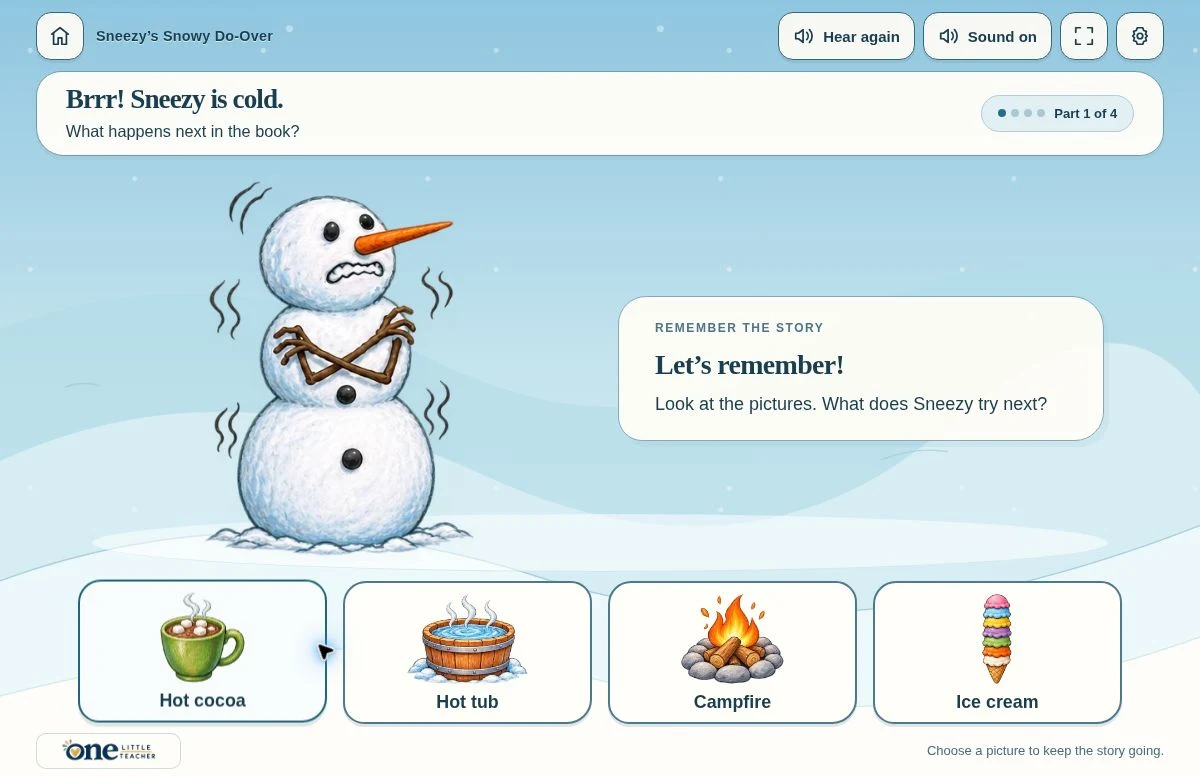 Sneezy’s Snowy Do-Over
Hear again
Sound on
Brrr! Sneezy is cold.
What happens next in the book?
Part 1 of 4
REMEMBER THE STORY
Let’s remember!
Look at the pictures. What does Sneezy try next?
Hot cocoa
Hot tub
Campfire
Ice cream
one LITTLE
TEACHER
Choose a picture to keep the story going.